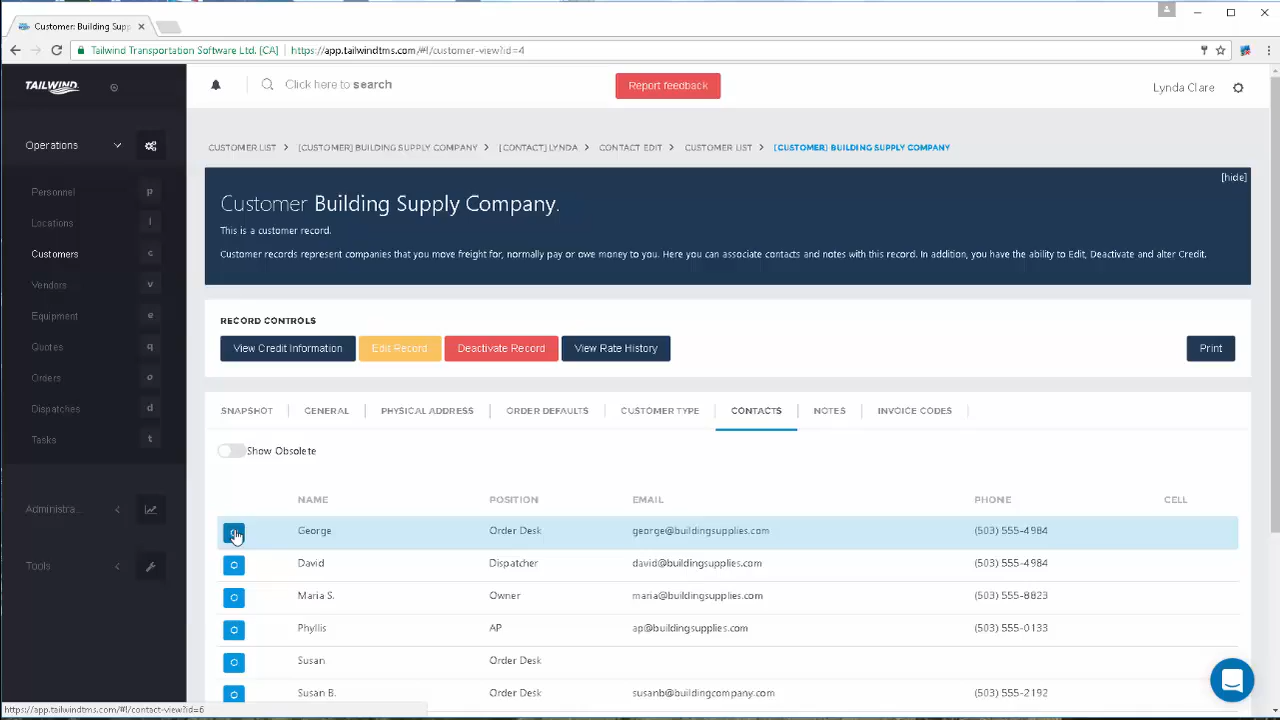 Customer: Building Supp
Tailwind Transportation Software Ltd. [CA] https://app.tailwindtms.com/#!/customer-view?id=4
TAILWIND
Click here to search
Report feedback
Lynda Clare
Operations
Personnel p
Locations l
Customers c
Vendors v
Equipment e
Quotes q
Orders o
Dispatches d
Tasks t
Administra...
Tools
CUSTOMER LIST > [CUSTOMER] BUILDING SUPPLY COMPANY > [CONTACT] LYNDA > CONTACT EDIT > CUSTOMER LIST > [CUSTOMER] BUILDING SUPPLY COMPANY
[hide]
Customer Building Supply Company.
This is a customer record.
Customer records represent companies that you move freight for, normally pay or owe money to you. Here you can associate contacts and notes with this record. In addition, you have the ability to Edit, Deactivate and alter Credit.
RECORD CONTROLS
View Credit Information Edit Record Deactivate Record View Rate History Print
SNAPSHOT GENERAL PHYSICAL ADDRESS ORDER DEFAULTS CUSTOMER TYPE CONTACTS NOTES INVOICE CODES
Show Obsolete
NAME POSITION EMAIL PHONE CELL
George Order Desk george@buildingsupplies.com (503) 555-4984
David Dispatcher david@buildingsupplies.com (503) 555-4984
Maria S. Owner maria@buildingsupplies.com (503) 555-8823
Phyllis AP ap@buildingsupplies.com (503) 555-0133
Susan Order Desk
Susan B. Order Desk susanb@buildingcompany.com (503) 555-2192
https://app.tailwindtms.com/#!/contact-view?id=6